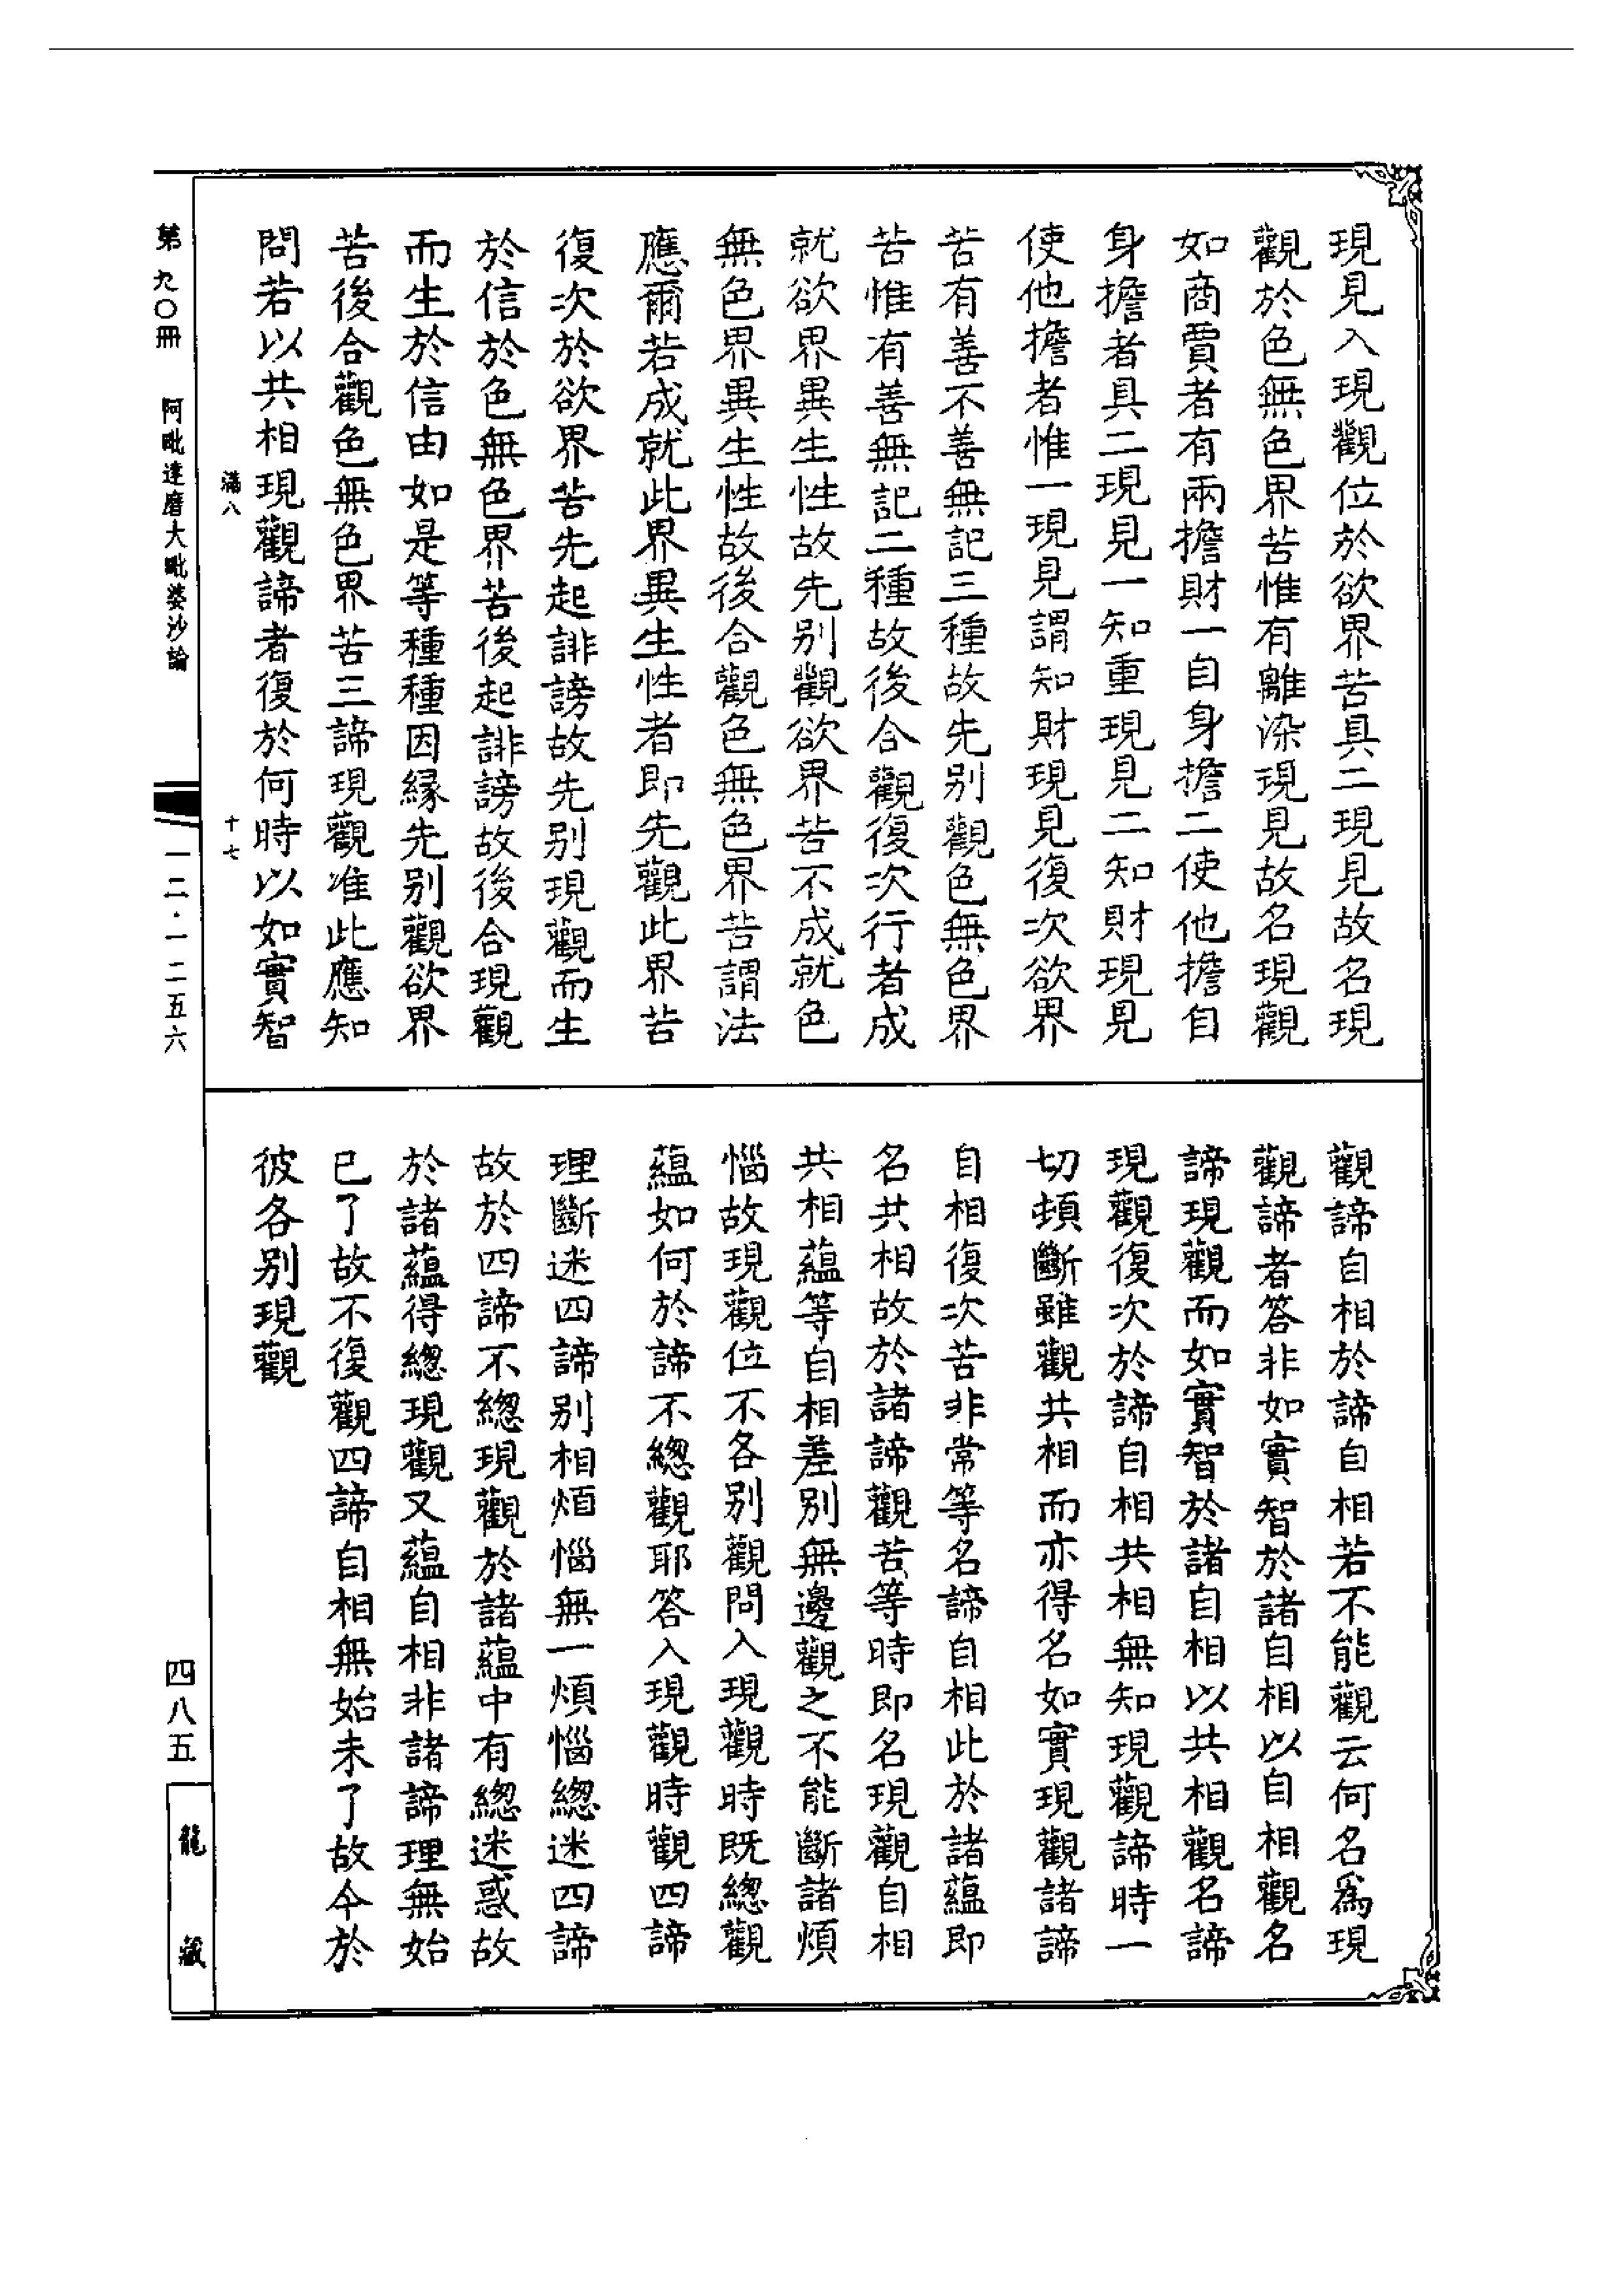 現見入現觀位於欲界苦具二現見故名現
觀於色無色界苦惟有離染現見故名現觀
如商賈者有兩擔財一自身擔二使他擔自
身擔者具二現見一知重現見二知財現見
使他擔者惟一現見謂知財現見復次欲界
苦有善不善無記三種故先別觀色無色界
苦惟有善無記二種故後合觀復次行者成
就欲界異生性故先別觀欲界苦不成就色
無色界異生性故後合觀色無色界苦謂法
應爾若成就此界異生性者即先觀此界苦
復次於欲界苦先起誹謗故先別現觀而生
於信於色無色界苦後起誹謗故後合現觀
而生於信由如是等種種因緣先別觀欲界
苦後合觀色無色界苦三諦現觀准此應知
問若以共相現觀諦者復於何時以如實智
觀諦自相於諦自相若不能觀云何名爲現
觀諦者答非如實智於諸自相以自相觀名
諦現觀而如實智於諸自相以共相觀名諦
現觀復次於諦自相共相無知現觀諦時一
切頓斷雖觀共相而亦得名如實現觀諸諦
自相復次苦非常等名諦自相此於諸蘊即
名共相故於諸諦觀苦等時即名現觀自相
共相蘊等自相差別無邊觀之不能斷諸煩
惱故現觀位不各別觀問入現觀時既總觀
蘊如何於諦不總觀耶答入現觀時觀四諦
理斷迷四諦別相煩惱無一煩惱總迷四諦
故於四諦不總現觀於諸蘊中有總迷惑故
於諸蘊得總現觀又蘊自相非諸諦理無始
已了故不復觀四諦自相無始未了故今於
彼各別現觀
滿八 十七
第九〇冊 阿毗達磨大毗婆沙論 一二·一二五六 四八五
龍藏